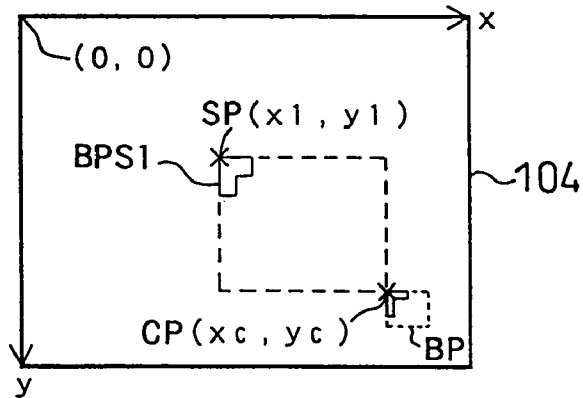 x
(0,0)
SP(x1,y1)
BPS1
104
CP(xc,yc)
BP
y